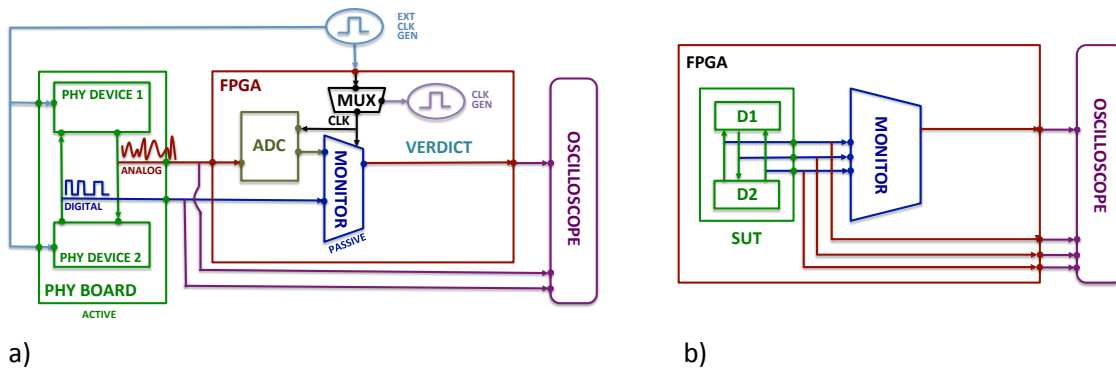 EXT
CLK
GEN
PHY DEVICE 1
FPGA
MUX
CLK
GEN
CLK
ADC
VERDICT
ANALOG
MONITOR
DIGITAL
PASSIVE
PHY DEVICE 2
PHY BOARD
ACTIVE
OSCILLOSCOPE
a)
FPGA
D1
D2
SUT
MONITOR
OSCILLOSCOPE
b)